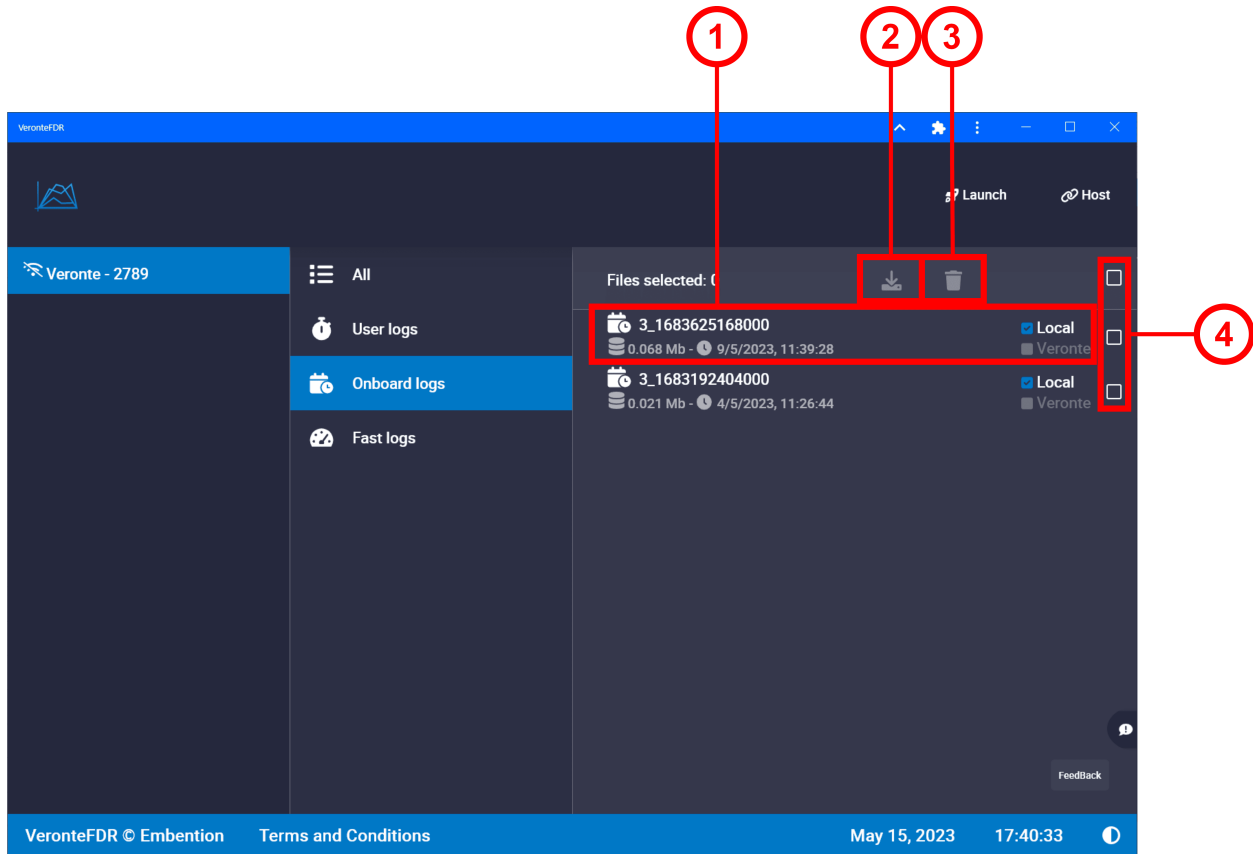 1 2 3
VeronteFDR
Launch Host
Veronte - 2789
All
User logs
Onboard logs
Fast logs
Files selected: 0
3_1683625168000
Local
0.068 Mb - 9/5/2023, 11:39:28
Veronte
4
3_1683192404000
Local
0.021 Mb - 4/5/2023, 11:26:44
Veronte
FeedBack
VeronteFDR © Embention Terms and Conditions May 15, 2023 17:40:33